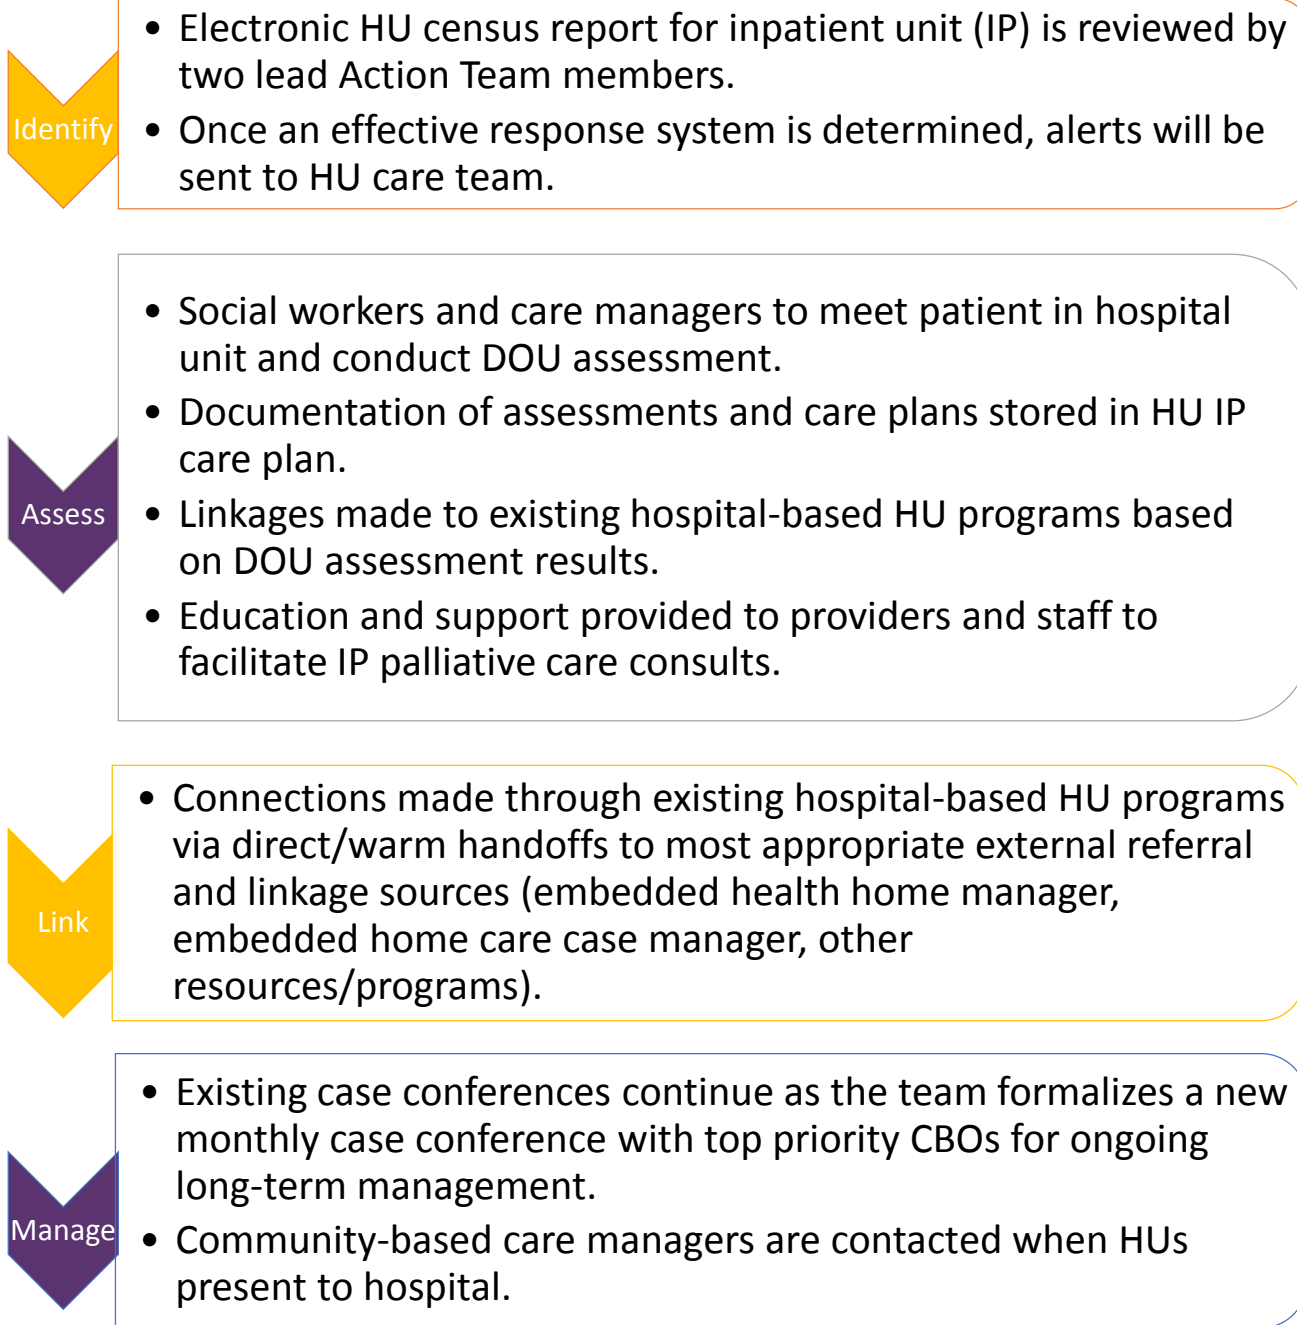 Identify
• Electronic HU census report for inpatient unit (IP) is reviewed by
two lead Action Team members.
• Once an effective response system is determined, alerts will be
sent to HU care team.
Assess
• Social workers and care managers to meet patient in hospital
unit and conduct DOU assessment.
• Documentation of assessments and care plans stored in HU IP
care plan.
• Linkages made to existing hospital-based HU programs based
on DOU assessment results.
• Education and support provided to providers and staff to
facilitate IP palliative care consults.
Link
• Connections made through existing hospital-based HU programs
via direct/warm handoffs to most appropriate external referral
and linkage sources (embedded health home manager,
embedded home care case manager, other
resources/programs).
Manage
• Existing case conferences continue as the team formalizes a new
monthly case conference with top priority CBOs for ongoing
long-term management.
• Community-based care managers are contacted when HUs
present to hospital.